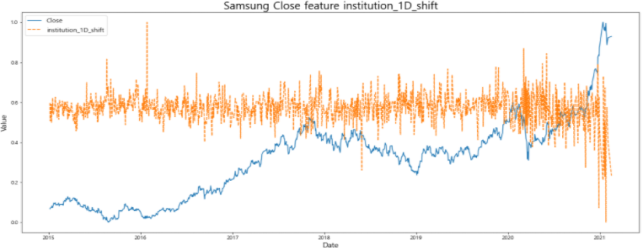 Samsung Close feature institution_1D_shift
Close
institution_1D_shift
Value
1.0
0.8
0.6
0.4
0.2
0.0
2015 2016 2017 2018 2019 2020 2021
Date